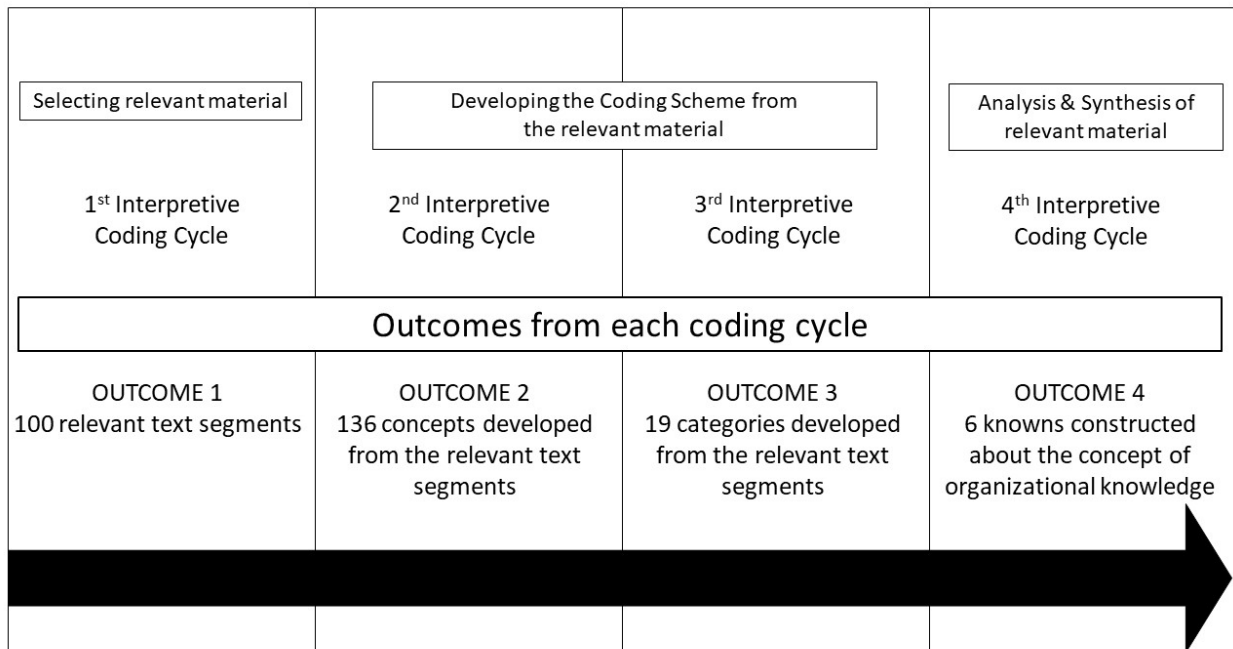 Selecting relevant material
Developing the Coding Scheme from
the relevant material
Analysis & Synthesis of
relevant material
1st Interpretive
Coding Cycle
2nd Interpretive
Coding Cycle
3rd Interpretive
Coding Cycle
4th Interpretive
Coding Cycle
Outcomes from each coding cycle
OUTCOME 1
100 relevant text segments
OUTCOME 2
136 concepts developed
from the relevant text
segments
OUTCOME 3
19 categories developed
from the relevant text
segments
OUTCOME 4
6 knowns constructed
about the concept of
organizational knowledge